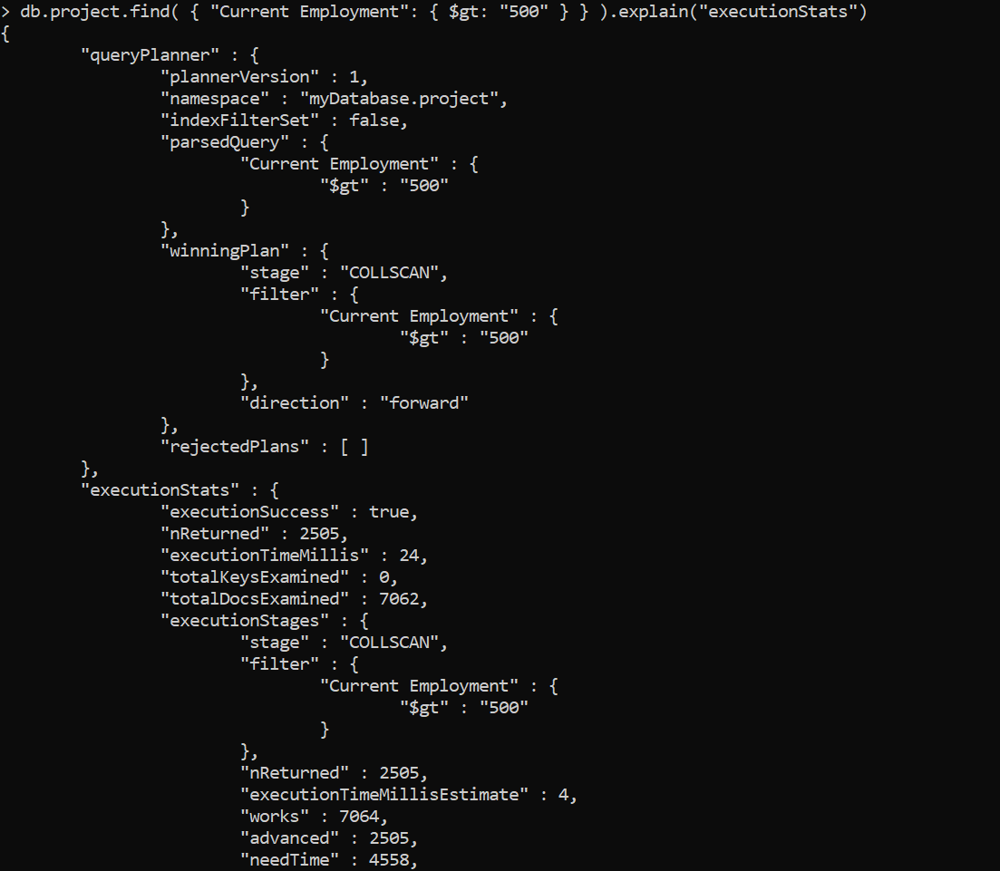 > db.project.find( { "Current Employment": { $gt: "500" } } ).explain("executionStats")
{
        "queryPlanner" : {
                "plannerVersion" : 1,
                "namespace" : "myDatabase.project",
                "indexFilterSet" : false,
                "parsedQuery" : {
                        "Current Employment" : {
                                "$gt" : "500"
                        }
                },
                "winningPlan" : {
                        "stage" : "COLLSCAN",
                        "filter" : {
                                "Current Employment" : {
                                        "$gt" : "500"
                                }
                        },
                        "direction" : "forward"
                },
                "rejectedPlans" : [ ]
        },
        "executionStats" : {
                "executionSuccess" : true,
                "nReturned" : 2505,
                "executionTimeMillis" : 24,
                "totalKeysExamined" : 0,
                "totalDocsExamined" : 7062,
                "executionStages" : {
                        "stage" : "COLLSCAN",
                        "filter" : {
                                "Current Employment" : {
                                        "$gt" : "500"
                                }
                        },
                        "nReturned" : 2505,
                        "executionTimeMillisEstimate" : 4,
                        "works" : 7064,
                        "advanced" : 2505,
                        "needTime" : 4558,